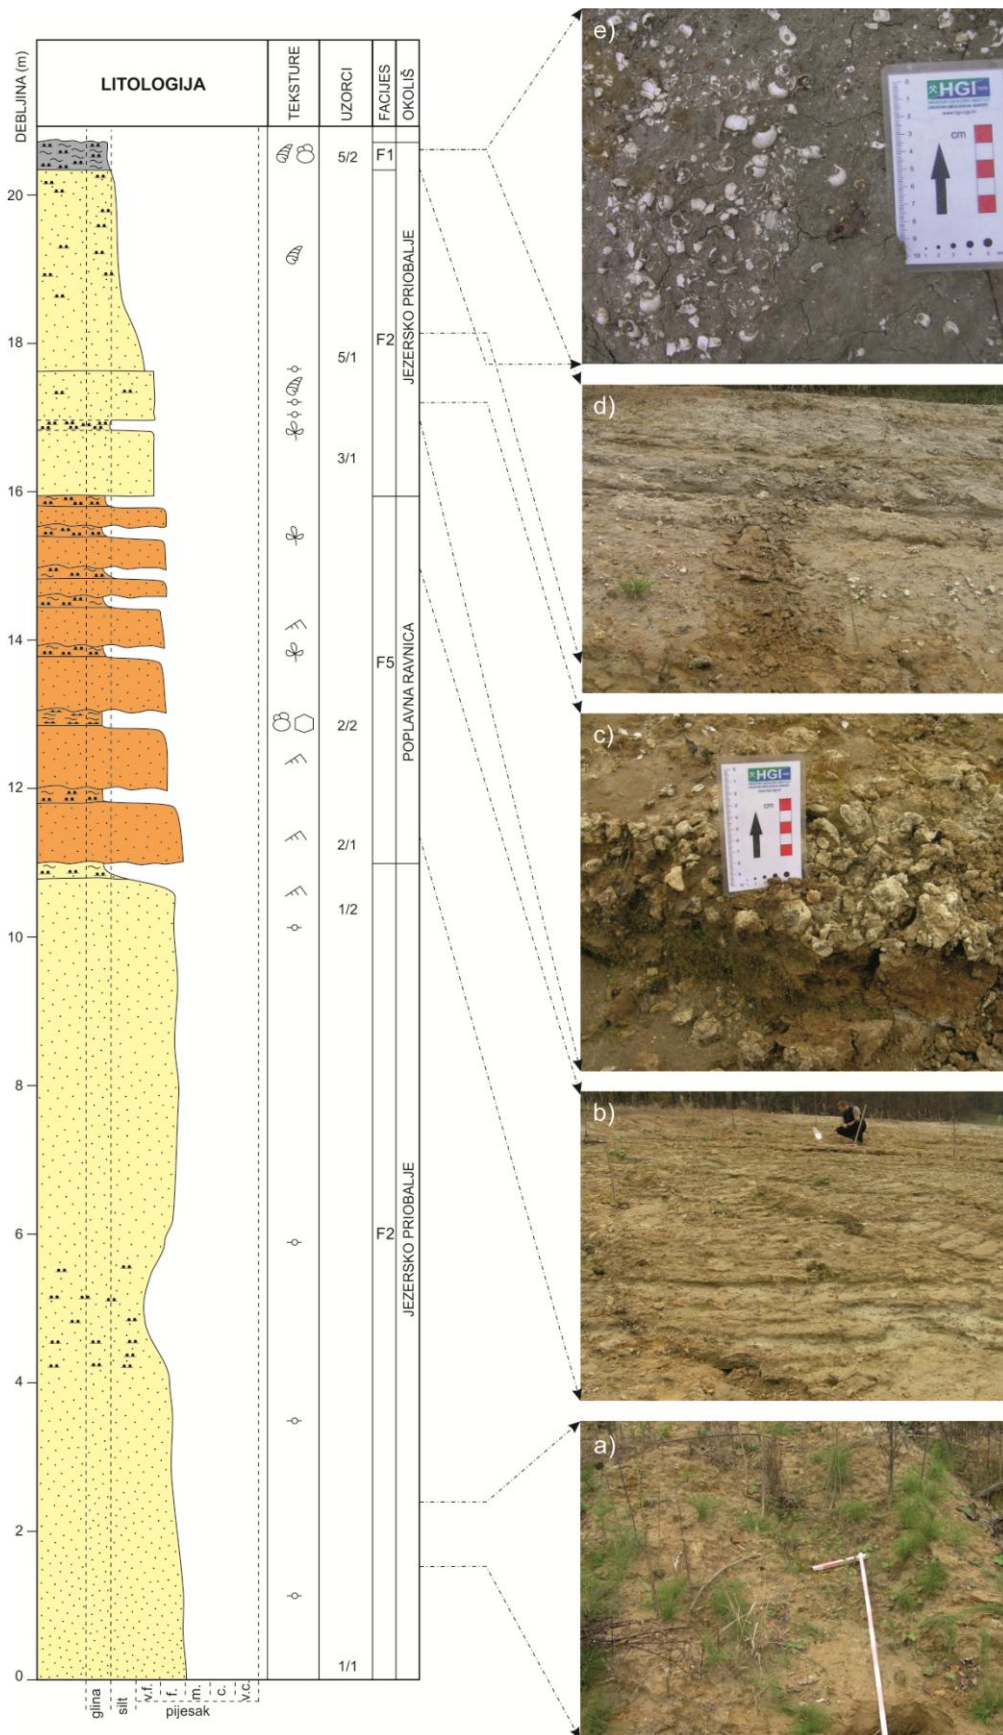 DEBLJINA (m)
LITOLOGIJA
TEKSTURE
UZORCI
FACIJES
OKOLIŠ
20
18
16
14
12
10
8
6
4
2
0
5/2
5/1
3/1
2/2
2/1
1/2
1/1
F1
F2
JEZERSKO PRIOBALJE
F5
POPLAVNA RAVNICA
F2
JEZERSKO PRIOBALJE
glina
silt
v.f.
f.
m.
c.
v.c.
pijesak
e)
HGI
cm
d)
c)
HGI
cm
b)
a)